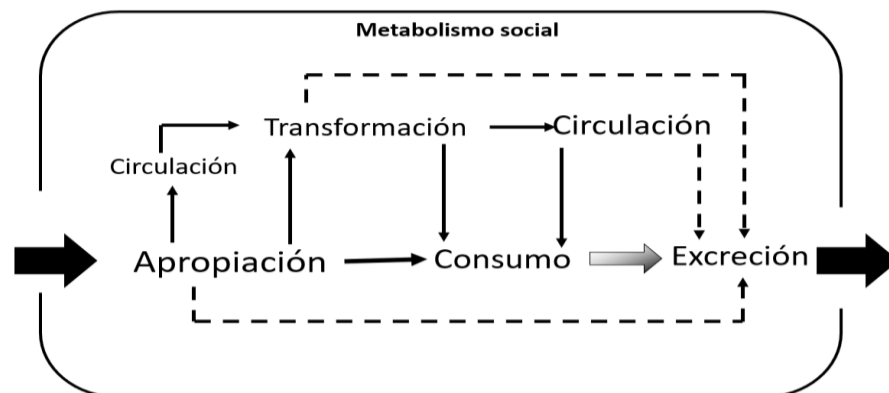 Metabolismo social
Transformación
Circulación
Circulación
Apropiación
Consumo
Excreción